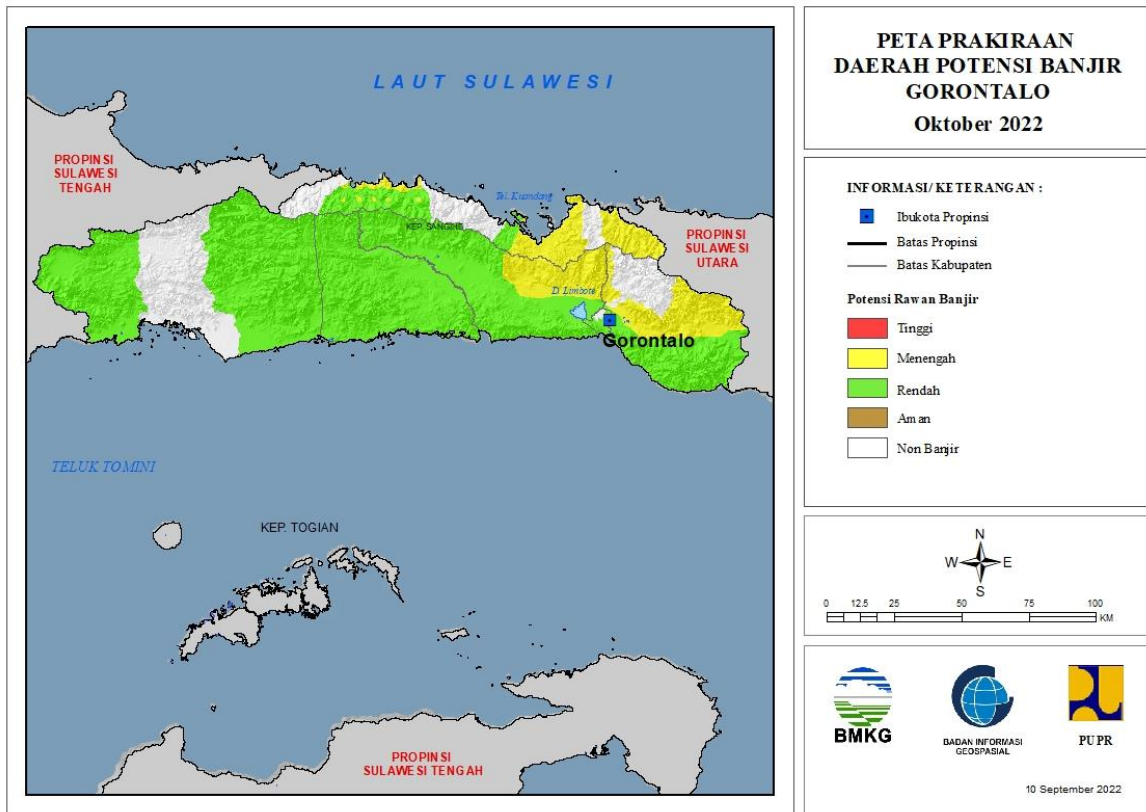 LAUT SULAWESI
PROPINSI
SULAWESI
TENGAH
Tel. Kwandang
KEP. SANGIHE
PROPINSI
SULAWESI
UTARA
D. Limboto
Gorontalo
TELUK TOMINI
KEP. TOGIAN
PROPINSI
SULAWESI TENGAH
PETA PRAKIRAAN
DAERAH POTENSI BANJIR
GORONTALO
Oktober 2022
INFORMASI/ KETERANGAN :
Ibukota Propinsi
Batas Propinsi
Batas Kabupaten
Potensi Rawan Banjir
Tinggi
Menengah
Rendah
Aman
Non Banjir
N
W E
S
0 12.5 25 50 75 100
KM
BMKG
BADAN INFORMASI
GEOSPASIAL
PUPR
10 September 2022